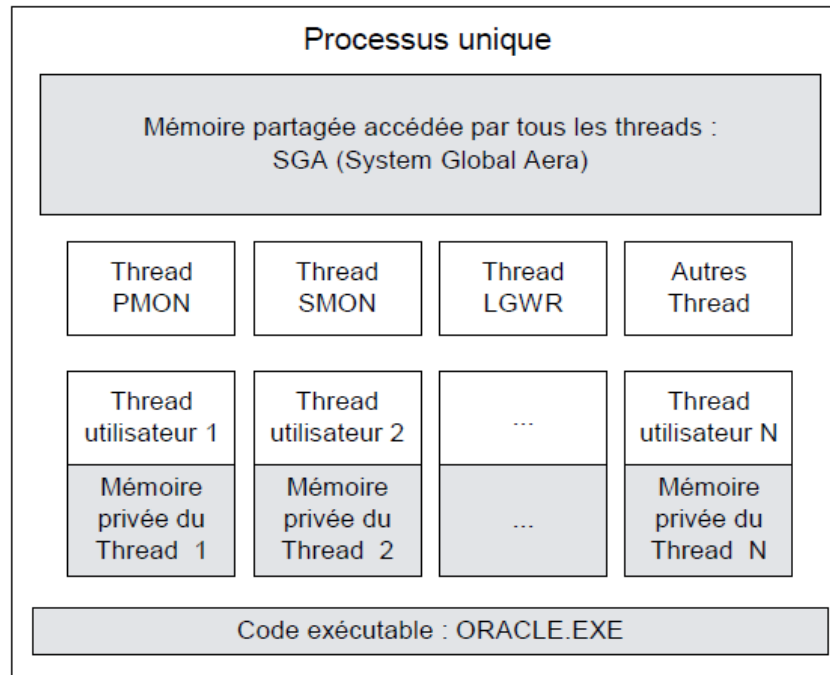 Processus unique
Mémoire partagée accédée par tous les threads :
SGA (System Global Aera)
Thread
PMON
Thread
SMON
Thread
LGWR
Autres
Thread
Thread
utilisateur 1
Thread
utilisateur 2
...
Thread
utilisateur N
Mémoire
privée du
Thread 1
Mémoire
privée du
Thread 2
...
Mémoire
privée du
Thread N
Code exécutable : ORACLE.EXE